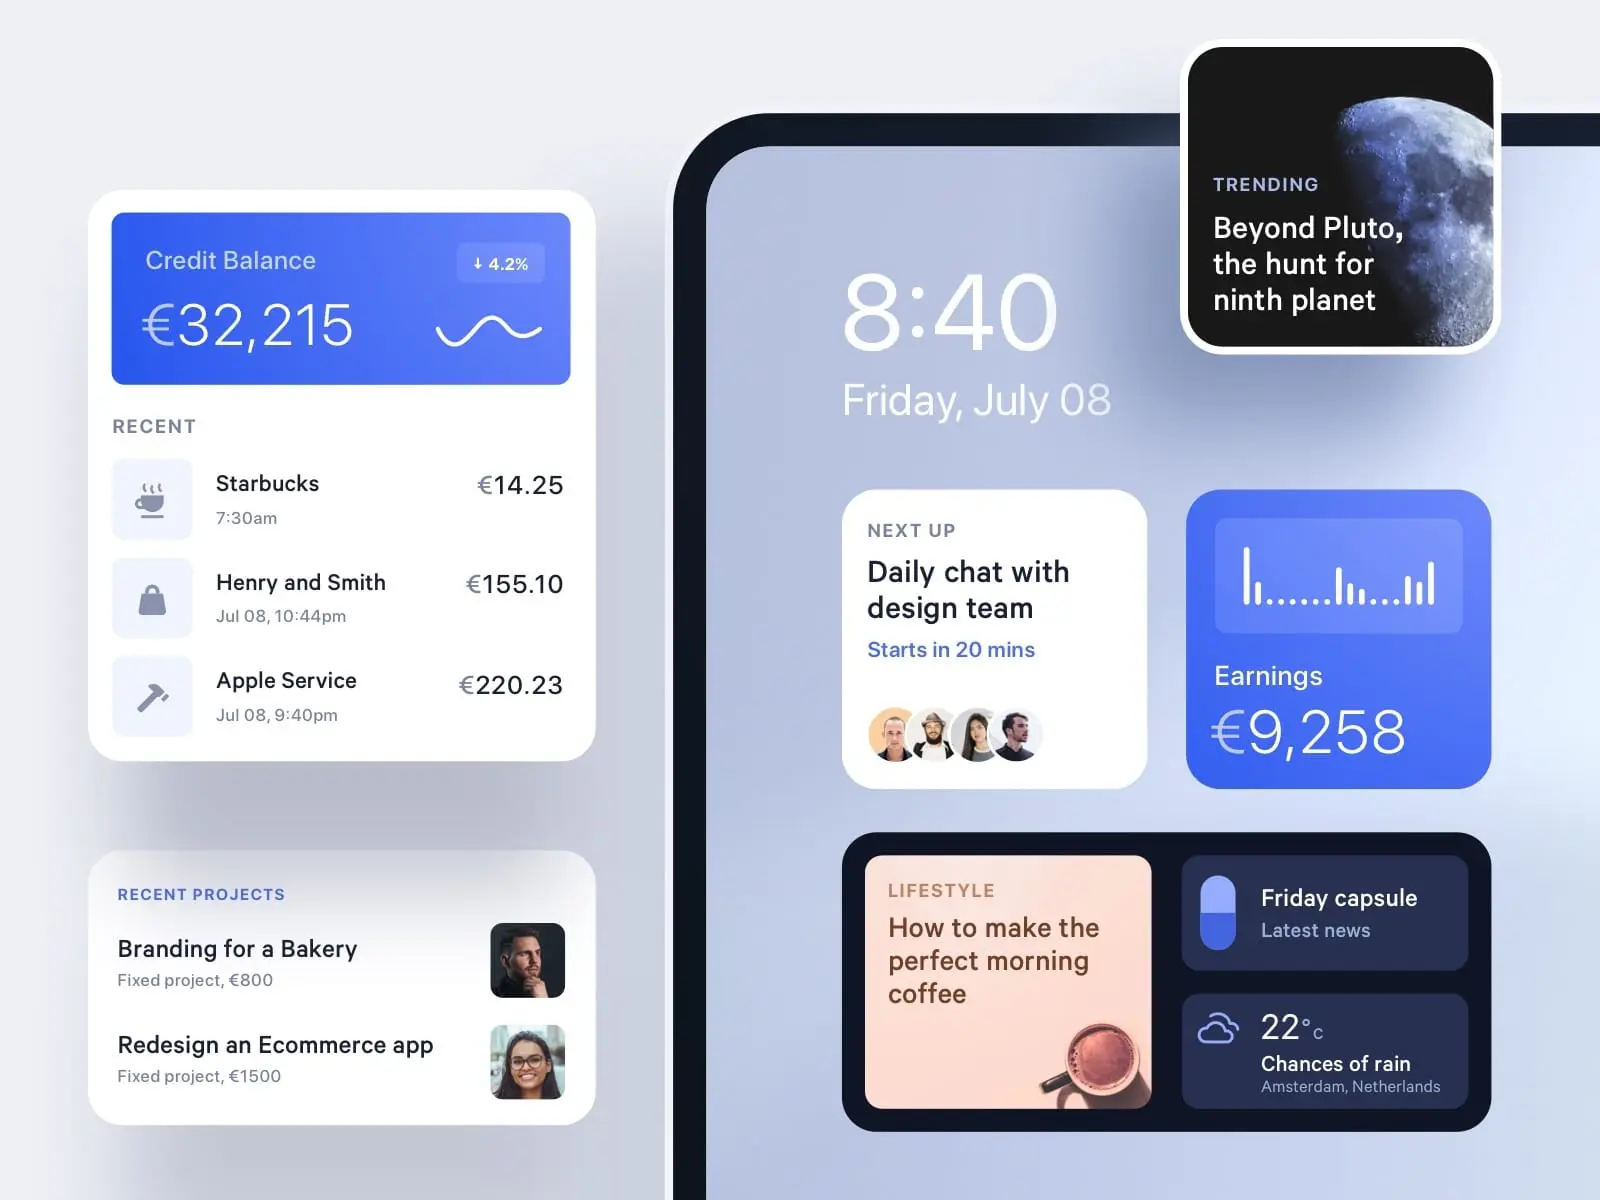 Credit Balance
↓ 4.2%
€32,215
RECENT
Starbucks
€14.25
7:30am
Henry and Smith
€155.10
Jul 08, 10:44pm
Apple Service
€220.23
Jul 08, 9:40pm
RECENT PROJECTS
Branding for a Bakery
Fixed project, €800
Redesign an Ecommerce app
Fixed project, €1500
TRENDING
Beyond Pluto,
the hunt for
ninth planet
8:40
Friday, July 08
NEXT UP
Daily chat with
design team
Starts in 20 mins
Earnings
€9,258
LIFESTYLE
How to make the
perfect morning
coffee
Friday capsule
Latest news
22°C
Chances of rain
Amsterdam, Netherlands